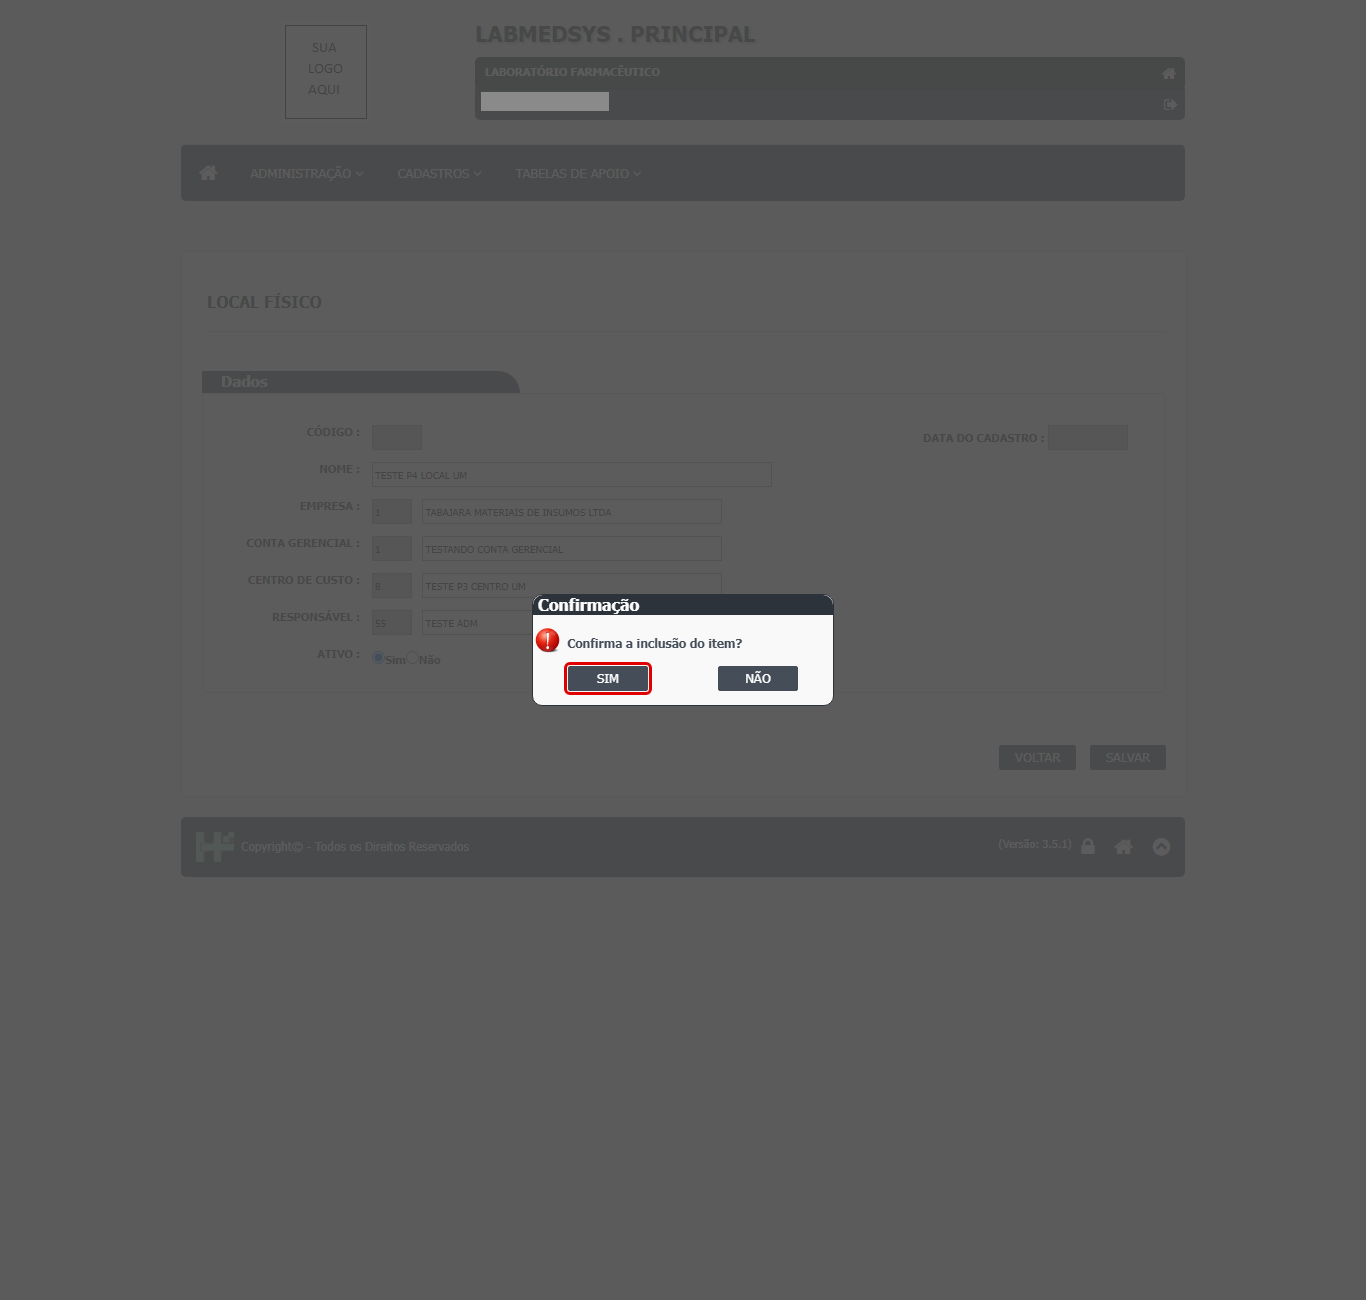 SUA
LOGO
AQUI
LABMEDSYS . PRINCIPAL
LABORATÓRIO FARMACÊUTICO
ADMINISTRAÇÃO CADASTROS TABELAS DE APOIO
LOCAL FÍSICO
Dados
CÓDIGO : DATA DO CADASTRO :
NOME : TESTE P4 LOCAL UM
EMPRESA : 1 TABAJARA MATERIAIS DE INSUMOS LTDA
CONTA GERENCIAL : 1 TESTANDO CONTA GERENCIAL
CENTRO DE CUSTO : 8 TESTE P3 CENTRO UM
RESPONSÁVEL : 55 TESTE ADM
ATIVO : Sim Não
Confirmação
Confirma a inclusão do item?
SIM NÃO
VOLTAR SALVAR
Copyright© - Todos os Direitos Reservados (Versão: 3.5.1)